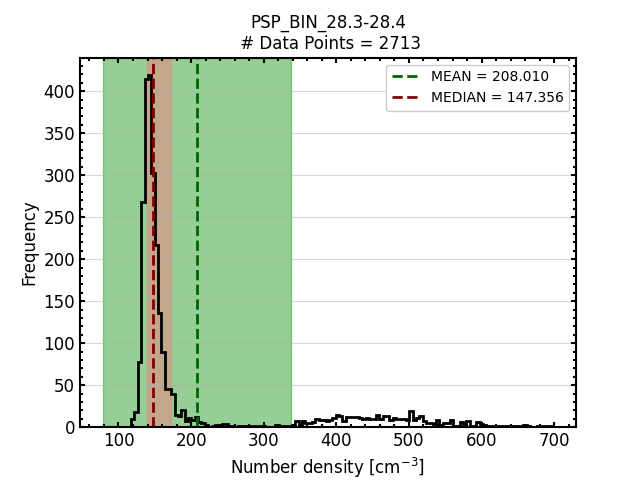 PSP_BIN_28.3-28.4
# Data Points = 2713
MEAN = 208.010
MEDIAN = 147.356
Frequency
400
350
300
250
200
150
100
50
0
100 200 300 400 500 600 700
Number density [cm⁻³]